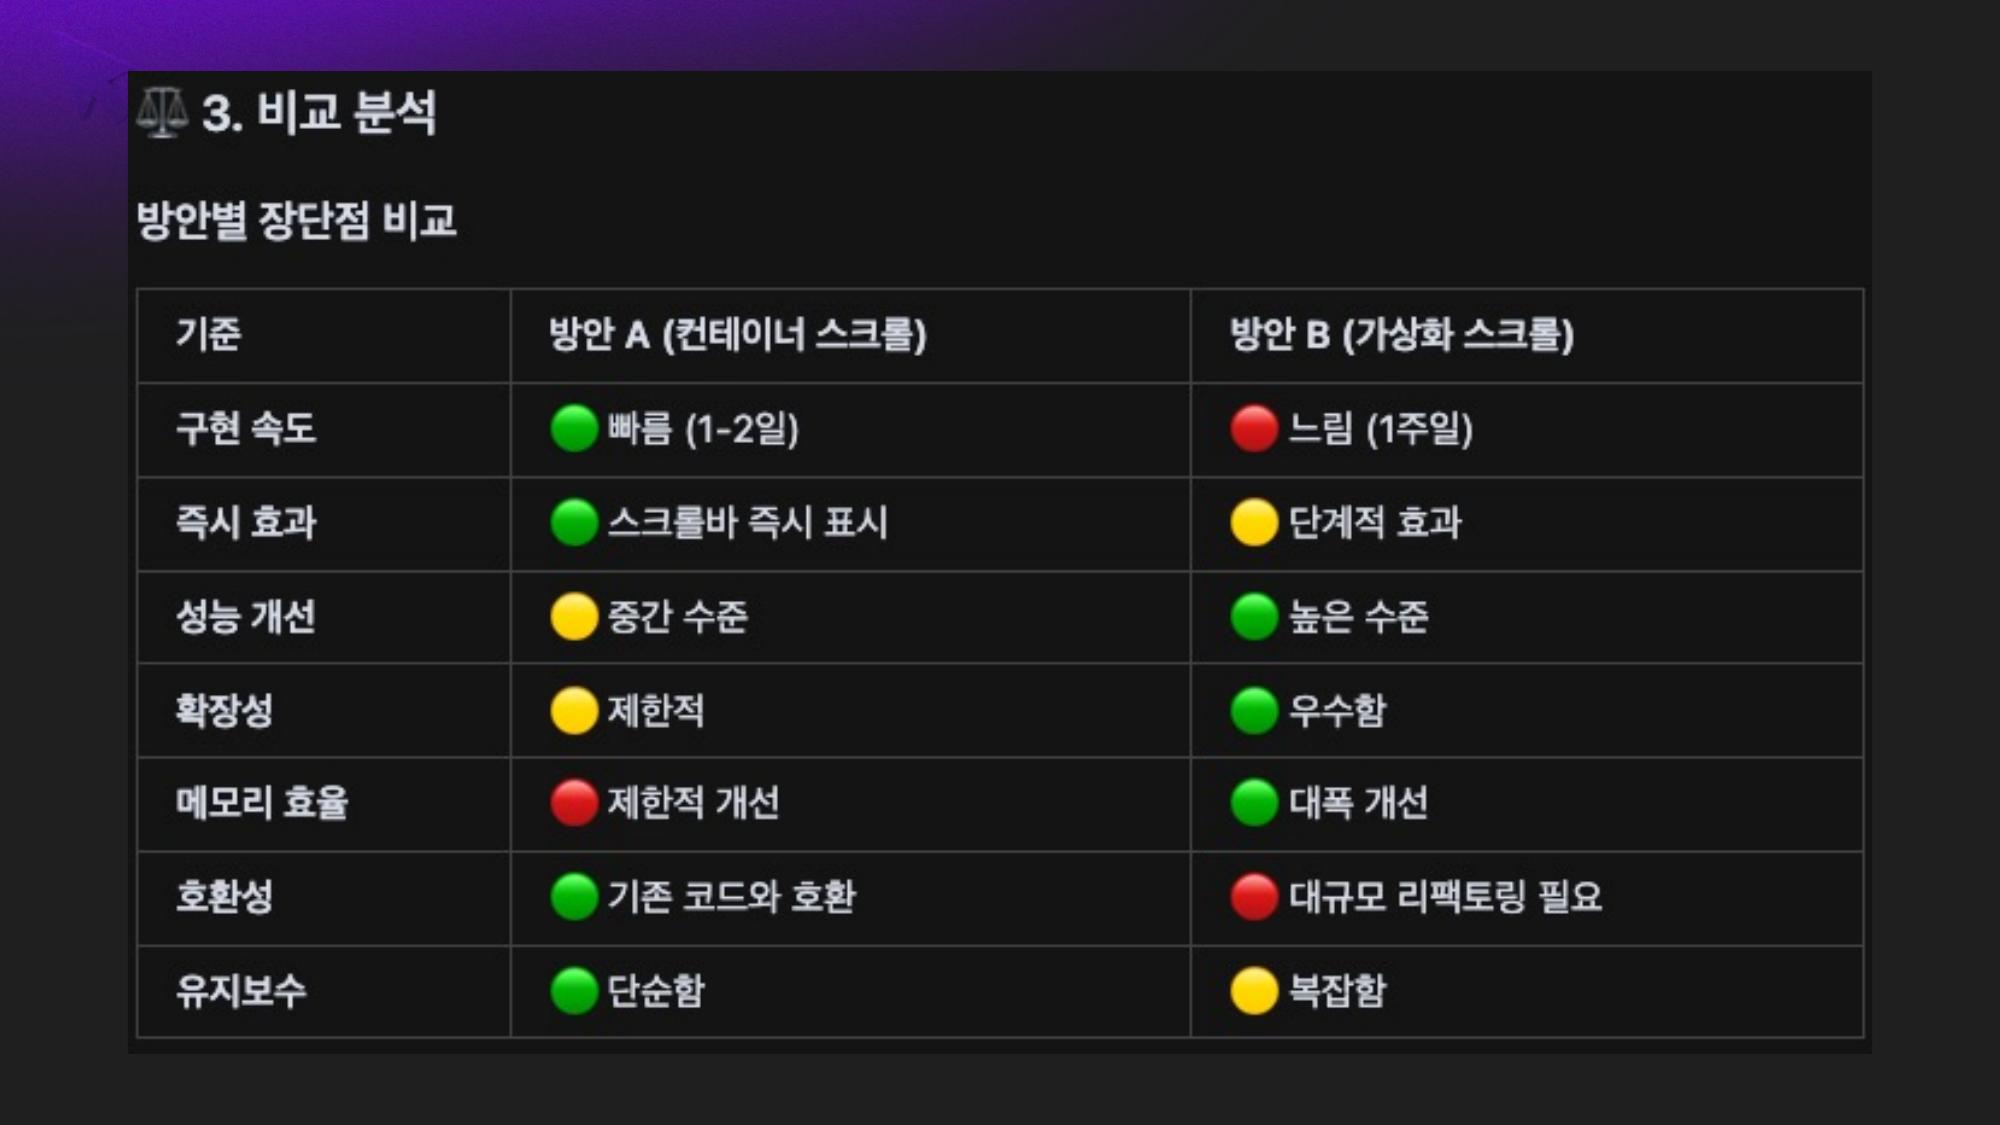 ⚖️ 3. 비교 분석
방안별 장단점 비교
기준 방안 A (컨테이너 스크롤) 방안 B (가상화 스크롤)
구현 속도 🟢 빠름 (1-2일) 🔴 느림 (1주일)
즉시 효과 🟢 스크롤바 즉시 표시 🟡 단계적 효과
성능 개선 🟡 중간 수준 🟢 높은 수준
확장성 🟡 제한적 🟢 우수함
메모리 효율 🔴 제한적 개선 🟢 대폭 개선
호환성 🟢 기존 코드와 호환 🔴 대규모 리팩토링 필요
유지보수 🟢 단순함 🟡 복잡함